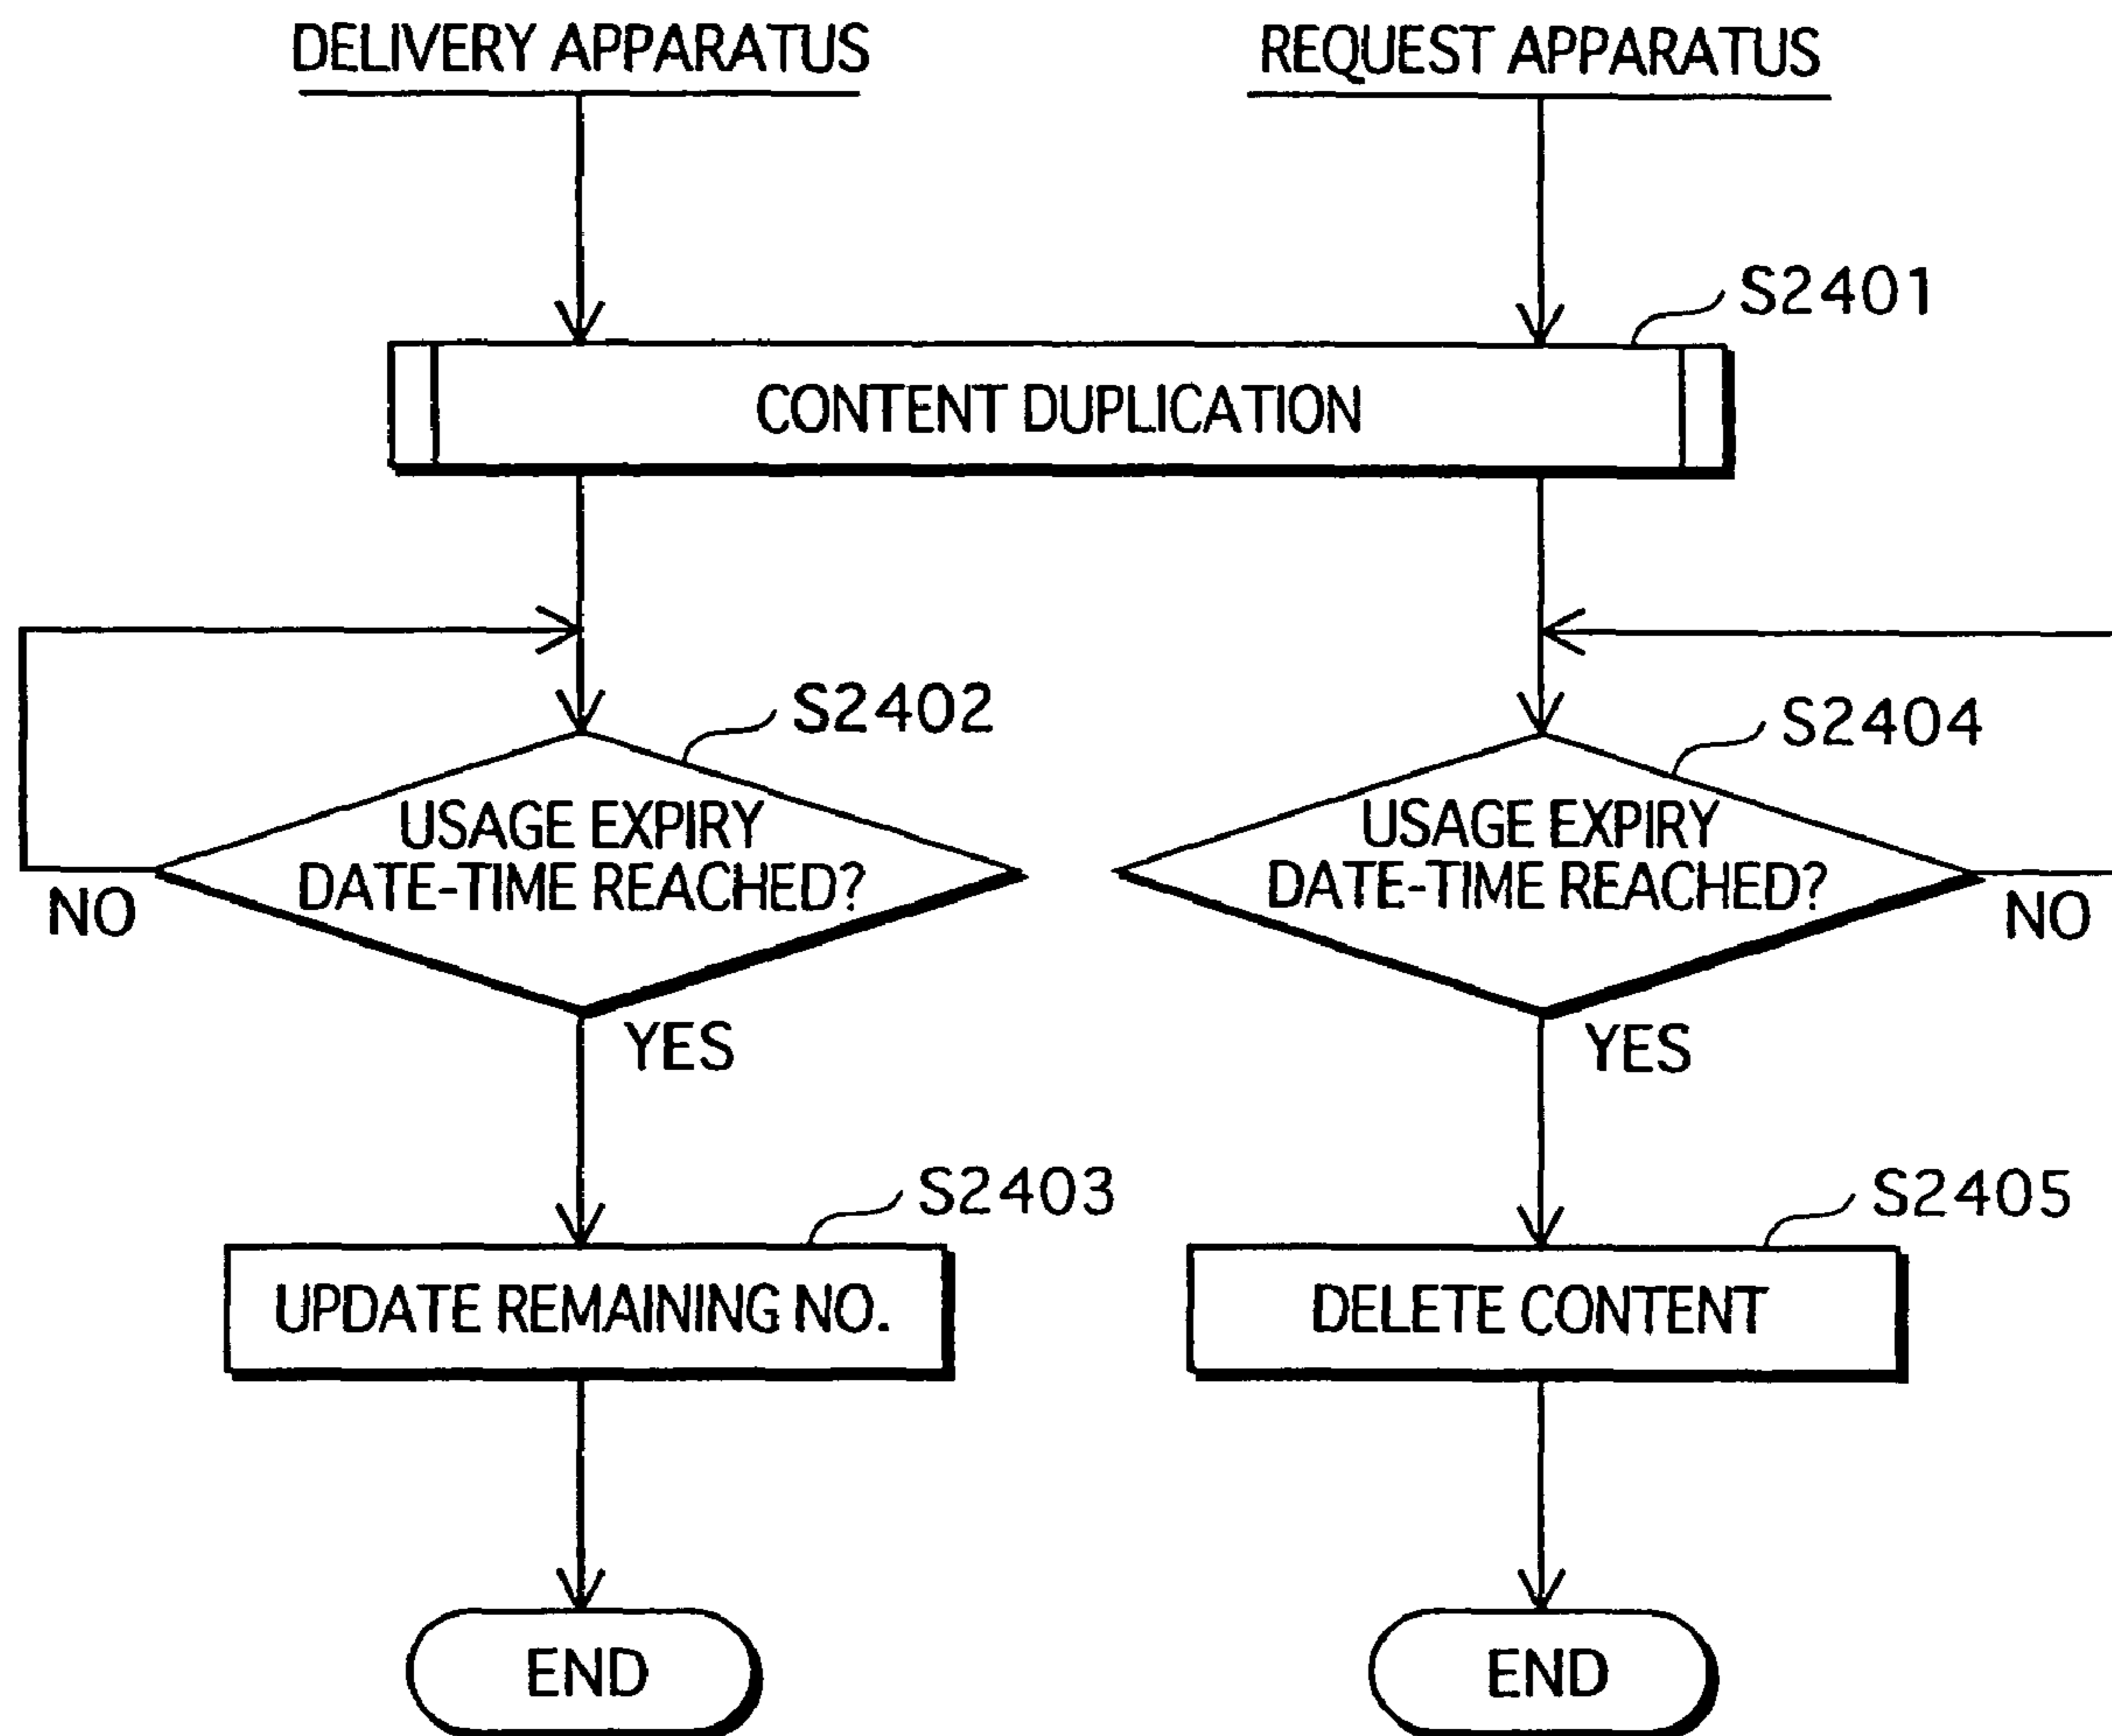 DELIVERY APPARATUS
REQUEST APPARATUS
S2401
CONTENT DUPLICATION
S2402
USAGE EXPIRY
DATE-TIME REACHED?
NO
YES
S2404
USAGE EXPIRY
DATE-TIME REACHED?
NO
YES
S2403
UPDATE REMAINING NO.
S2405
DELETE CONTENT
END
END